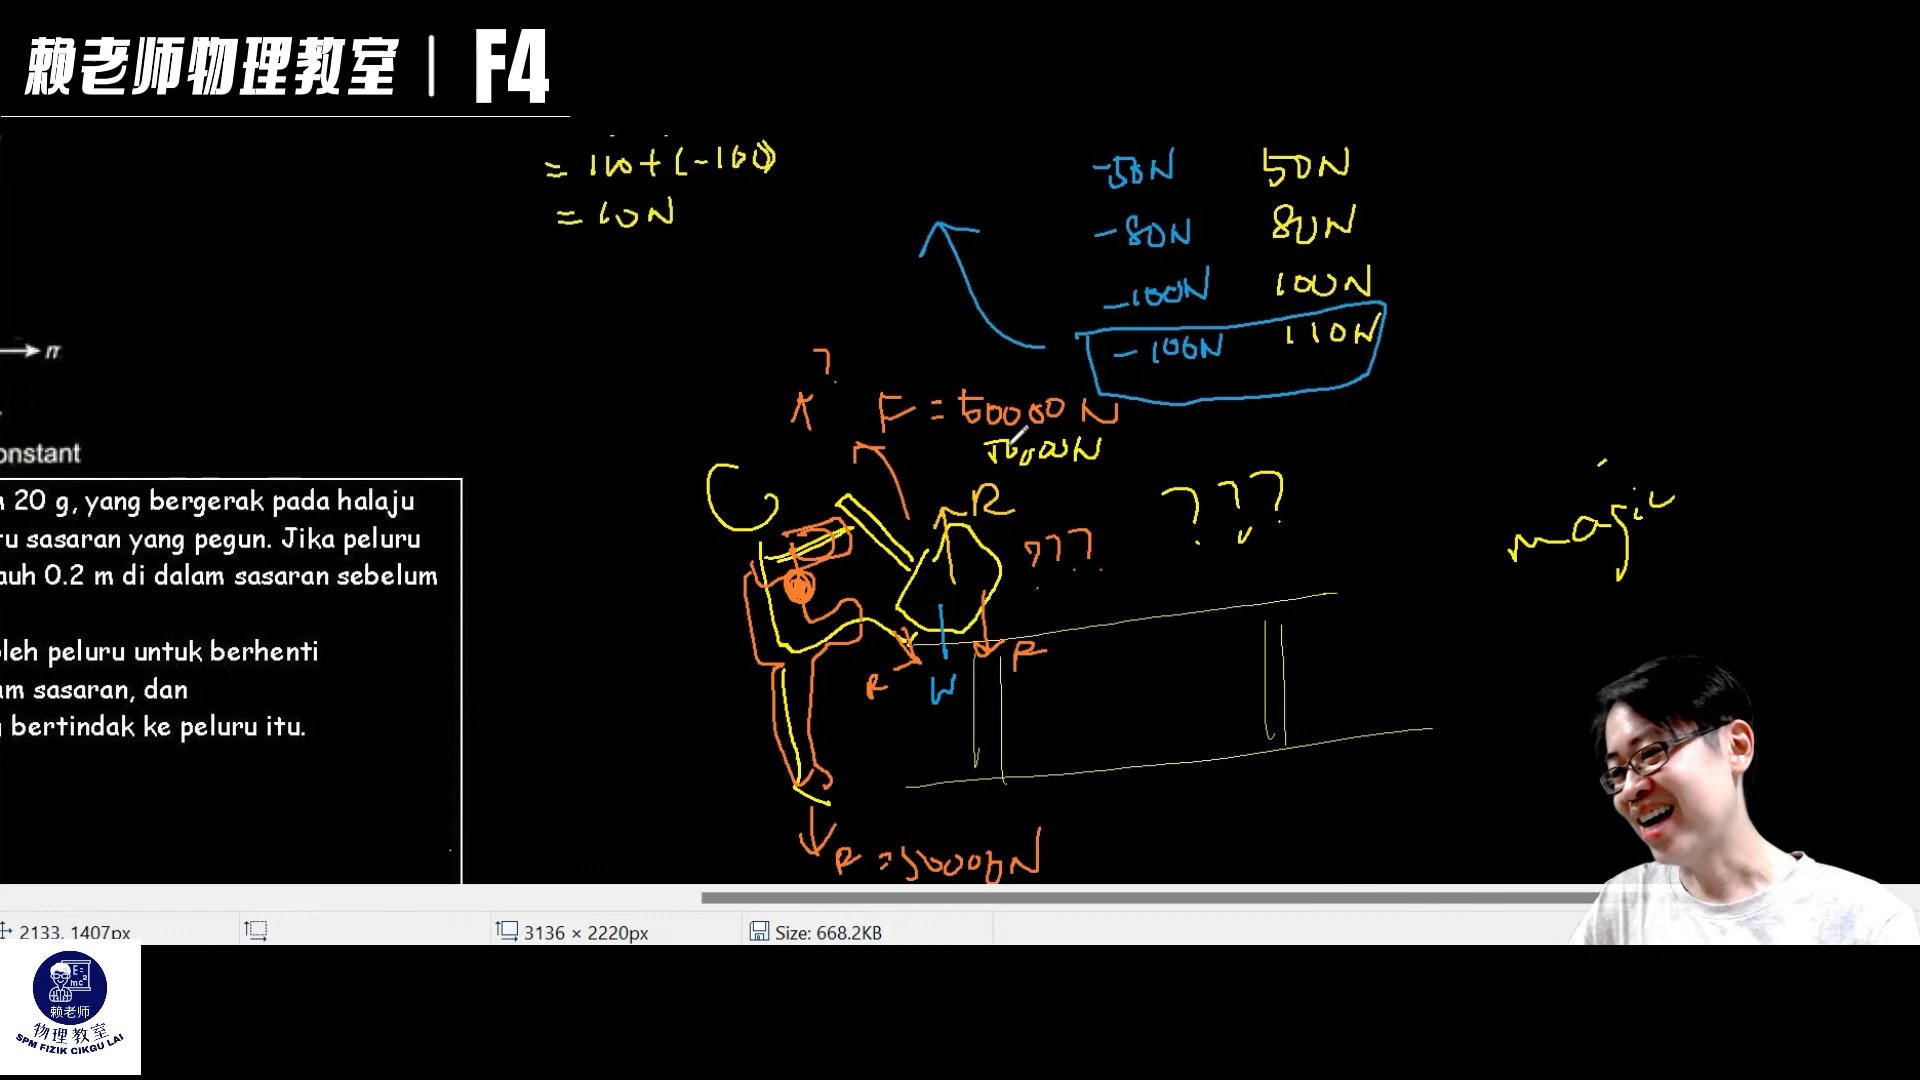 赖老师物理教室 | F4
= 110 + (-100)
= 10N
-50N 50N
-80N 80N
-100N 100N
-100N 110N
?
F = 50000 N
50000N
R
???
???
magic
R
R
W
R = 50000N
onstant
20 g, yang bergerak pada halaju
u sasaran yang pegun. Jika peluru
auh 0.2 m di dalam sasaran sebelum
leh peluru untuk berhenti
am sasaran, dan
bertindak ke peluru itu.
2133, 1407px
3136 × 2220px
Size: 668.2KB
E=
mc²
赖老师
物理教室
SPM FIZIK CIKGU LAI